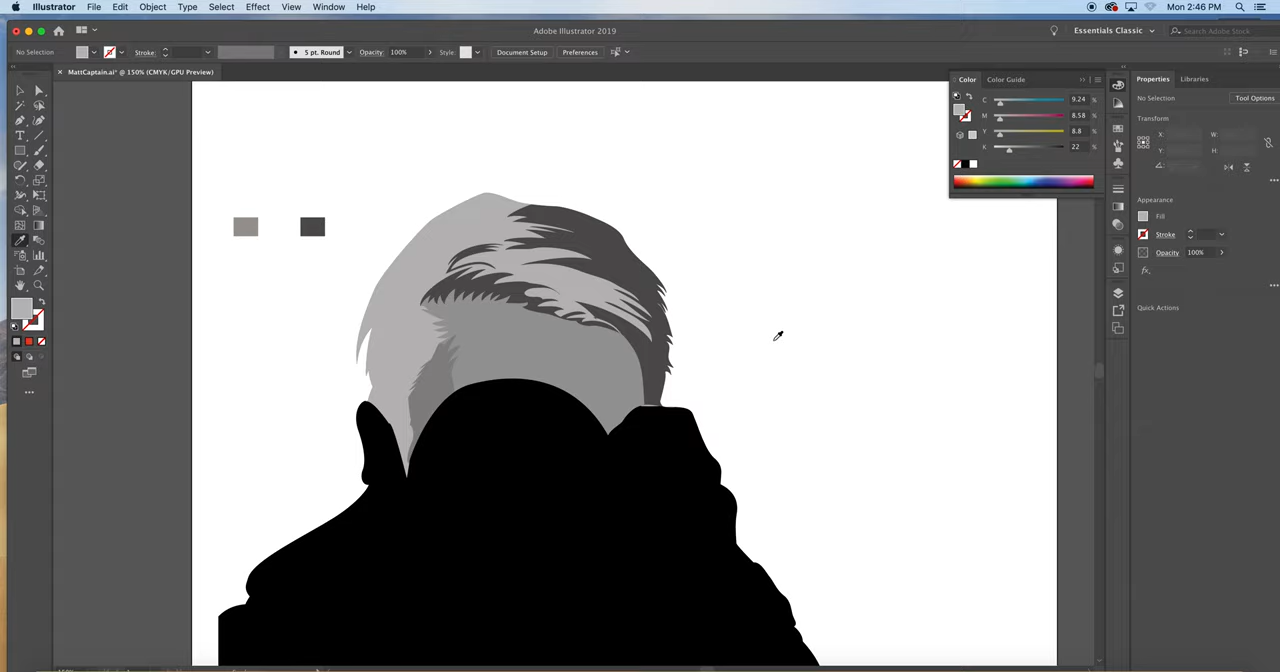 Illustrator File Edit Object Type Select Effect View Window Help Mon 2:46 PM
Adobe Illustrator 2019 Essentials Classic Search Adobe Stock
No Selection Stroke: 5 pt. Round Opacity: 100% Style: Document Setup Preferences
MattCaptain.ai* @ 150% (CMYK/GPU Preview)
Color Color Guide
C 9.24 %
M 8.58 %
Y 8.8 %
K 22 %
Properties Libraries
No Selection Tool Options
Transform
X: W:
Y: H:
Appearance
Fill
Stroke
Opacity 100%
fx
Quick Actions